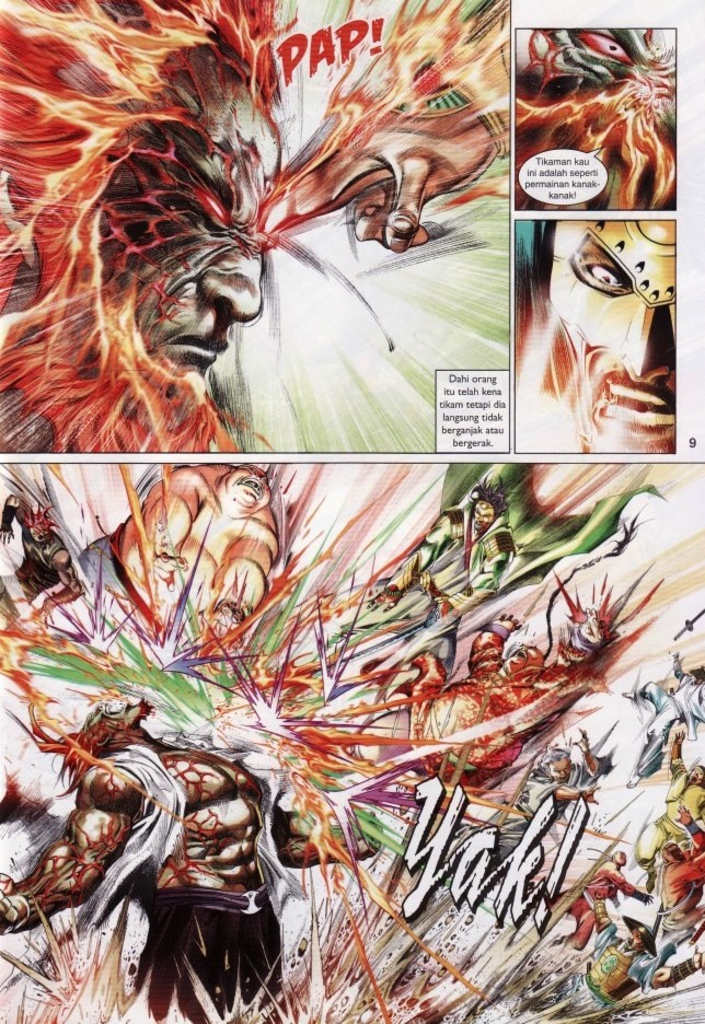 PAP!
Tikaman kau
ini adalah seperti
permainan kanak-
kanak!
Dahi orang
itu telah kena
tikam tetapi dia
langsung tidak
berganjak atau
bergerak.
9
Yak!